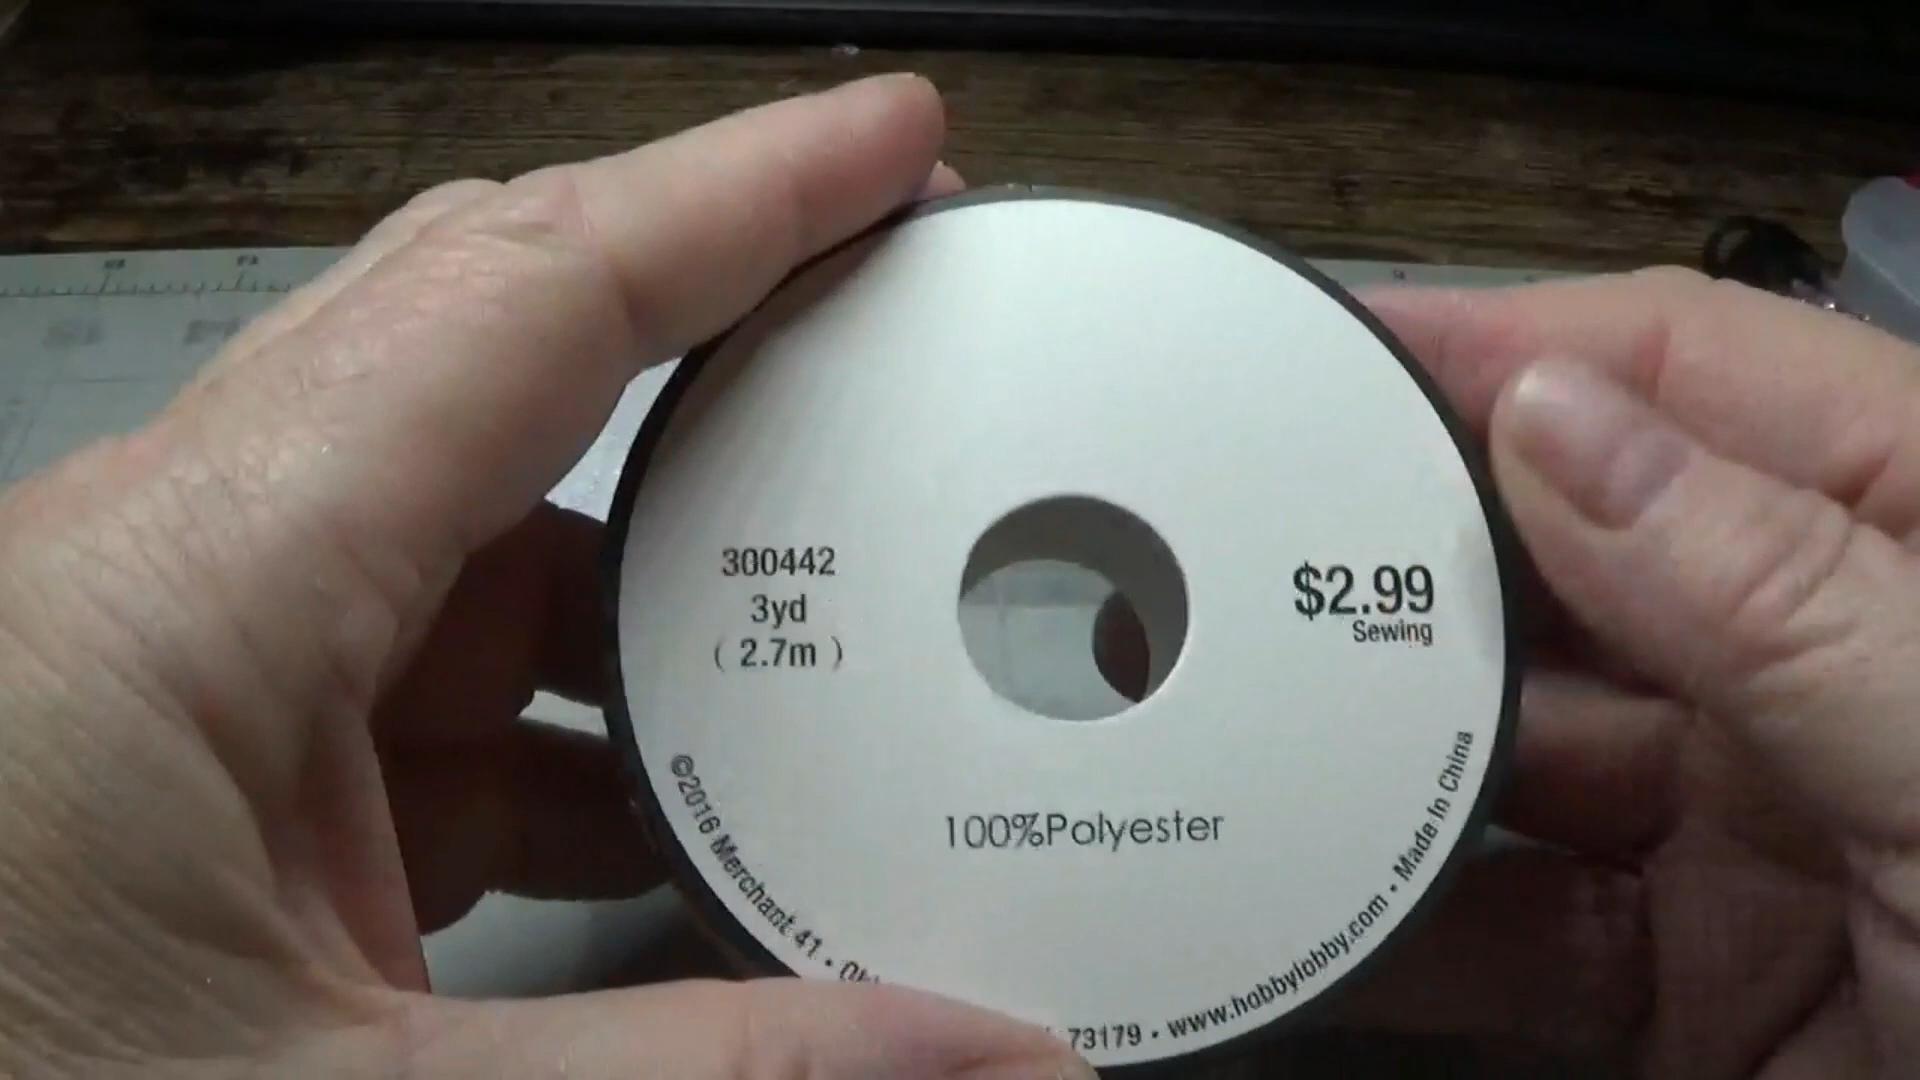 300442
3yd
( 2.7m )
$2.99
Sewing
100%Polyester
©2016 Merchant 41 • 73179 • www.hobbylobby.com • Made In China